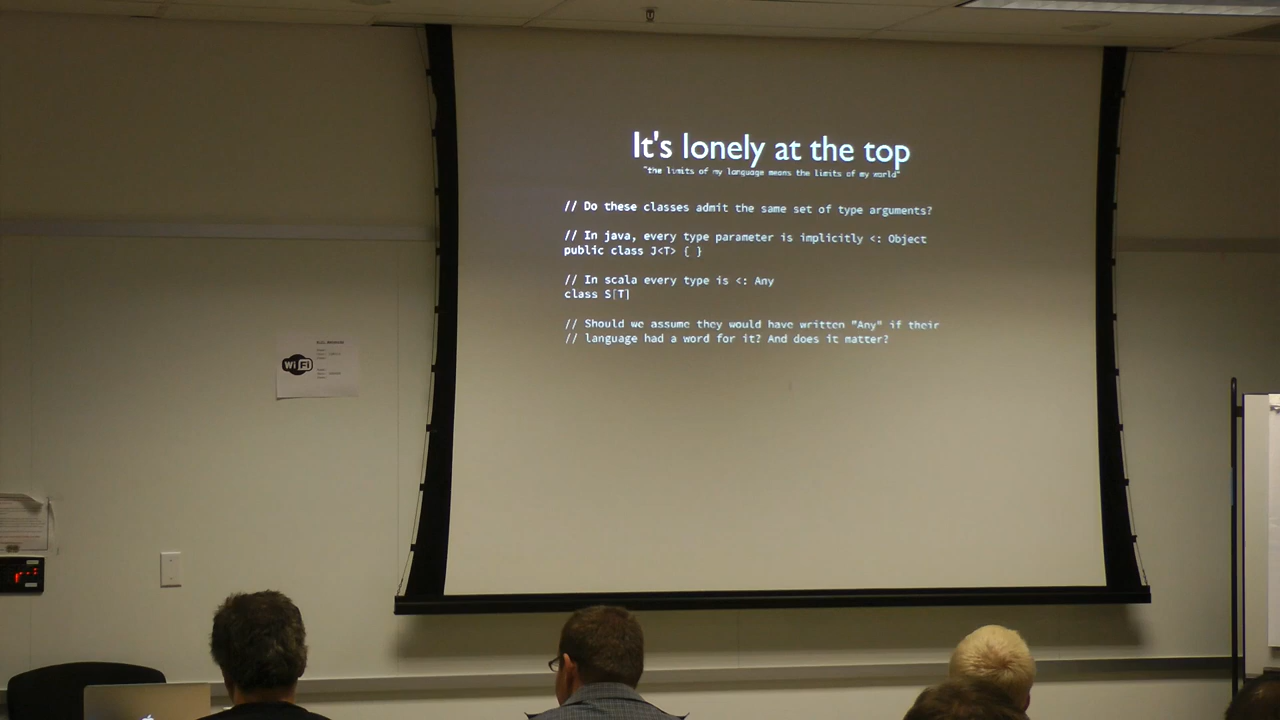 It's lonely at the top
"the limits of my language means the limits of my world"
// Do these classes admit the same set of type arguments?
// In java, every type parameter is implicitly <: Object
public class J<T> { }
// In scala every type is <: Any
class S[T]
// Should we assume they would have written "Any" if their
// language had a word for it? And does it matter?
Wi Fi